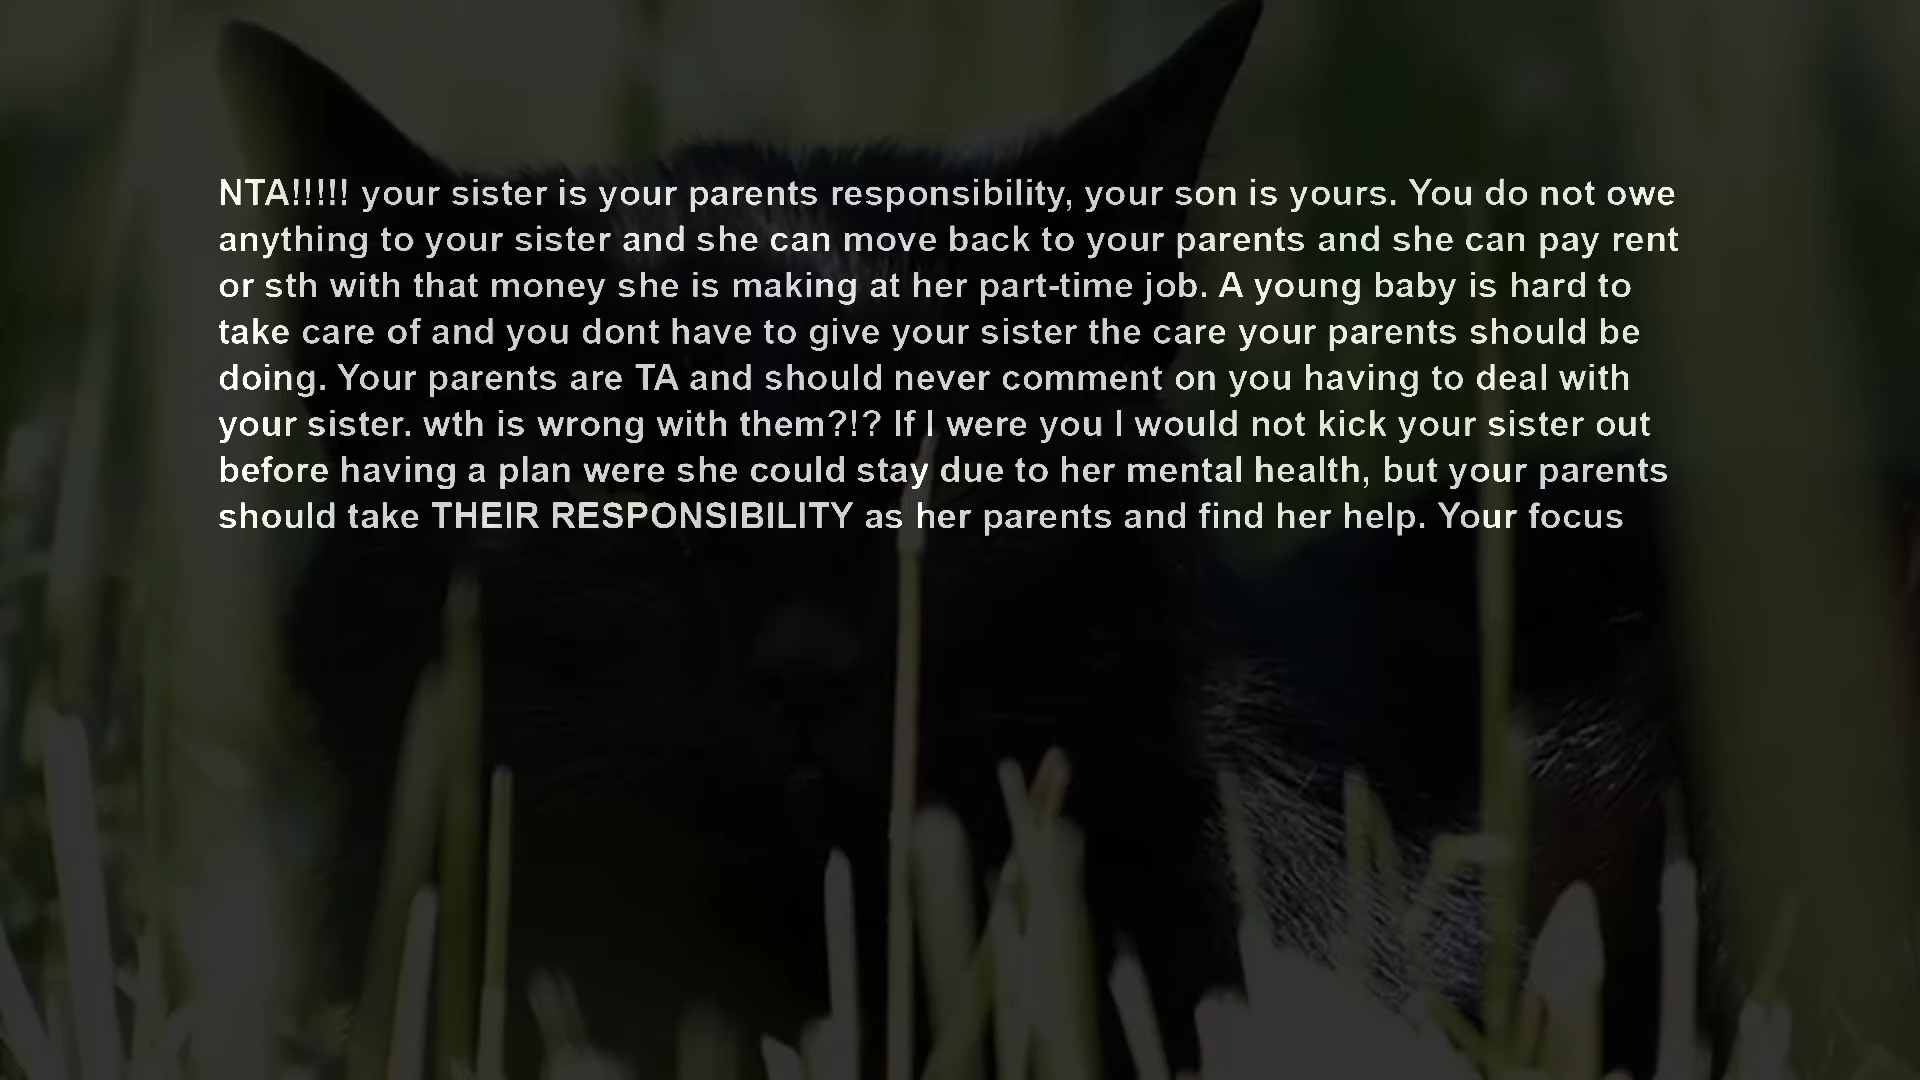 NTA!!!!! your sister is your parents responsibility, your son is yours. You do not owe
anything to your sister and she can move back to your parents and she can pay rent
or sth with that money she is making at her part-time job. A young baby is hard to
take care of and you dont have to give your sister the care your parents should be
doing. Your parents are TA and should never comment on you having to deal with
your sister. wth is wrong with them?!? If I were you I would not kick your sister out
before having a plan were she could stay due to her mental health, but your parents
should take THEIR RESPONSIBILITY as her parents and find her help. Your focus